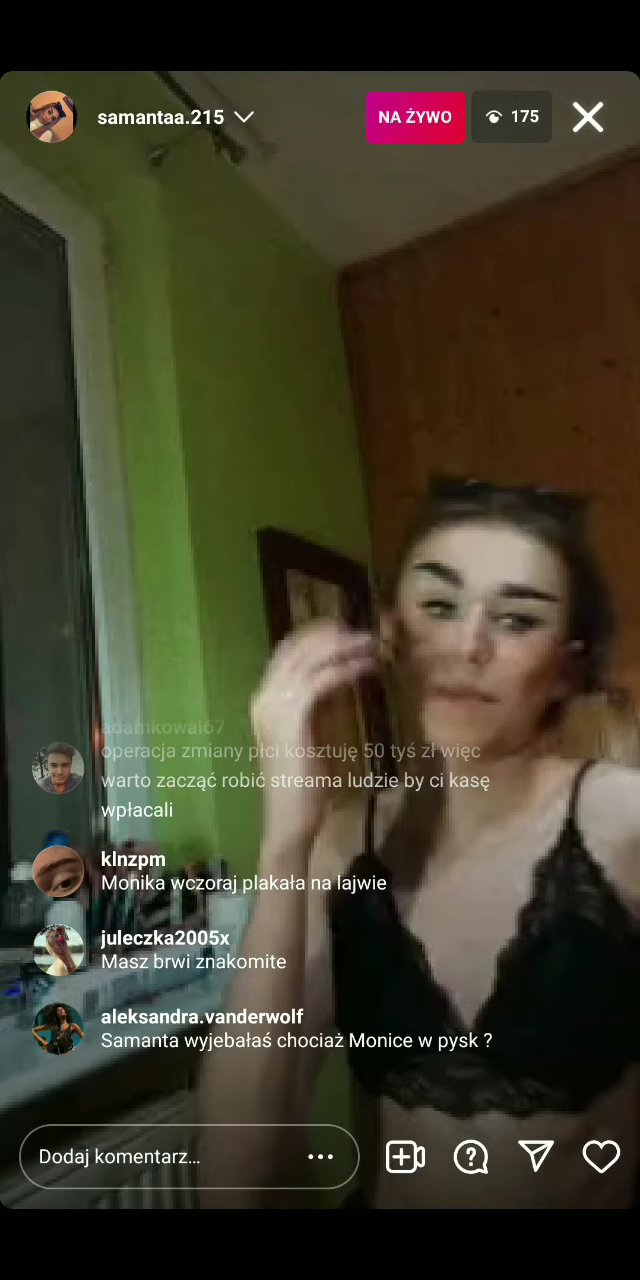 samantaa.215
NA ŻYWO
175
adamkowal67
operacja zmiany płci kosztuję 50 tyś zł więc
warto zacząć robić streama ludzie by ci kasę
wpłacali
klnzpm
Monika wczoraj plakała na lajwie
juleczka2005x
Masz brwi znakomite
aleksandra.vanderwolf
Samanta wyjebałaś chociaż Monice w pysk ?
Dodaj komentarz...